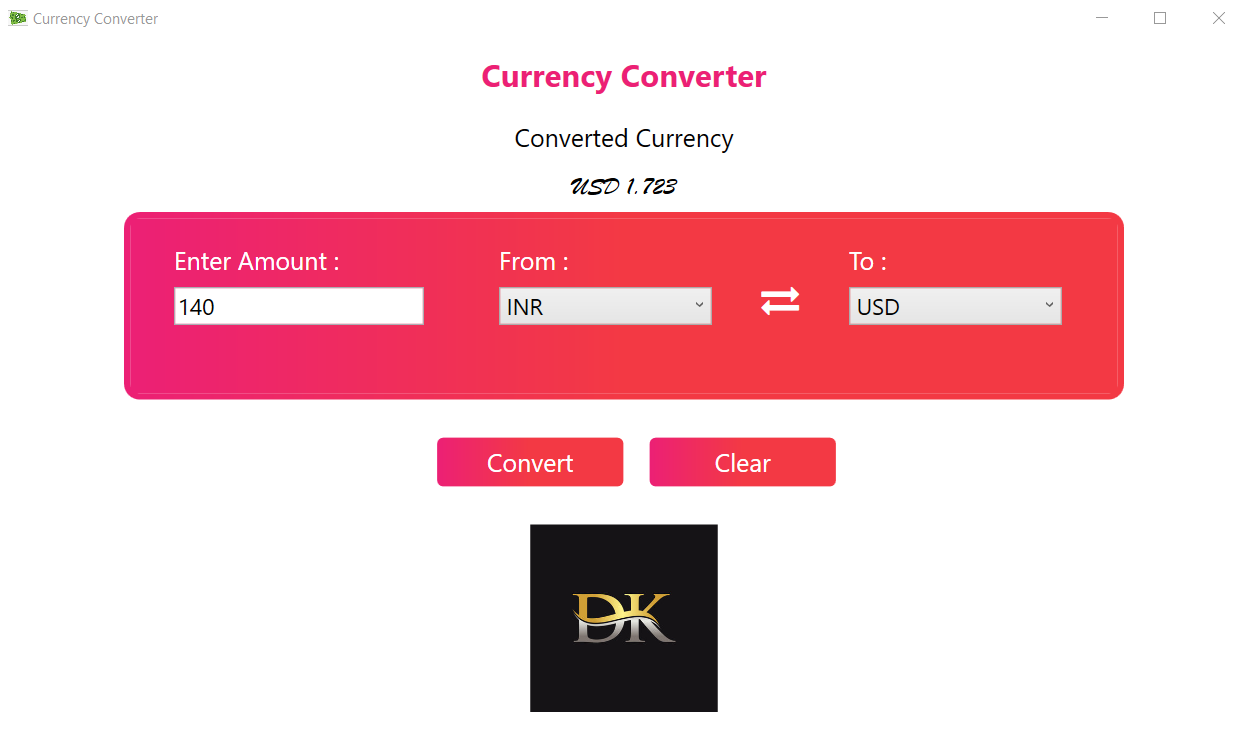 Currency Converter
Currency Converter
Converted Currency
USD 1.723
Enter Amount : From : To :
140 INR USD
Convert Clear
DK